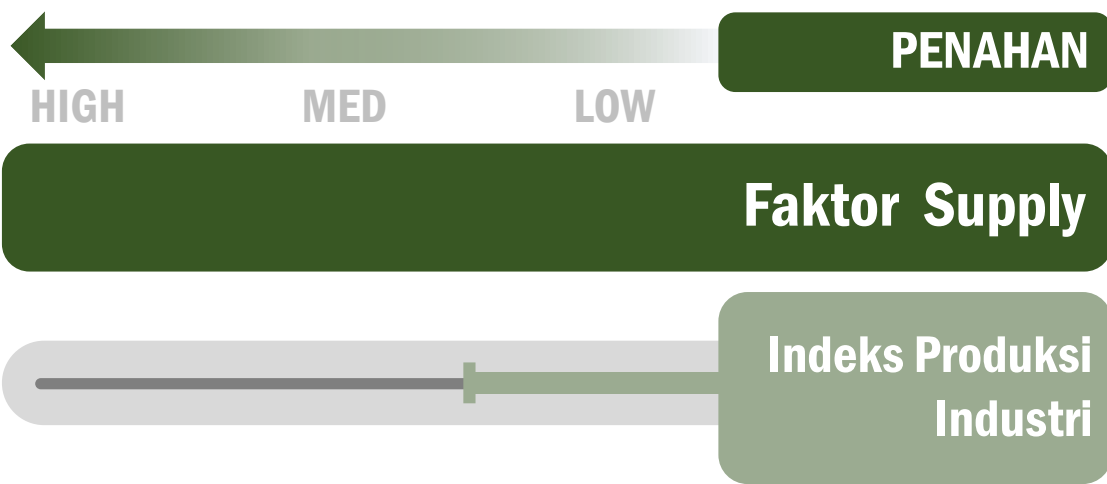 PENAHAN
HIGH MED LOW
Faktor Supply
Indeks Produksi
Industri